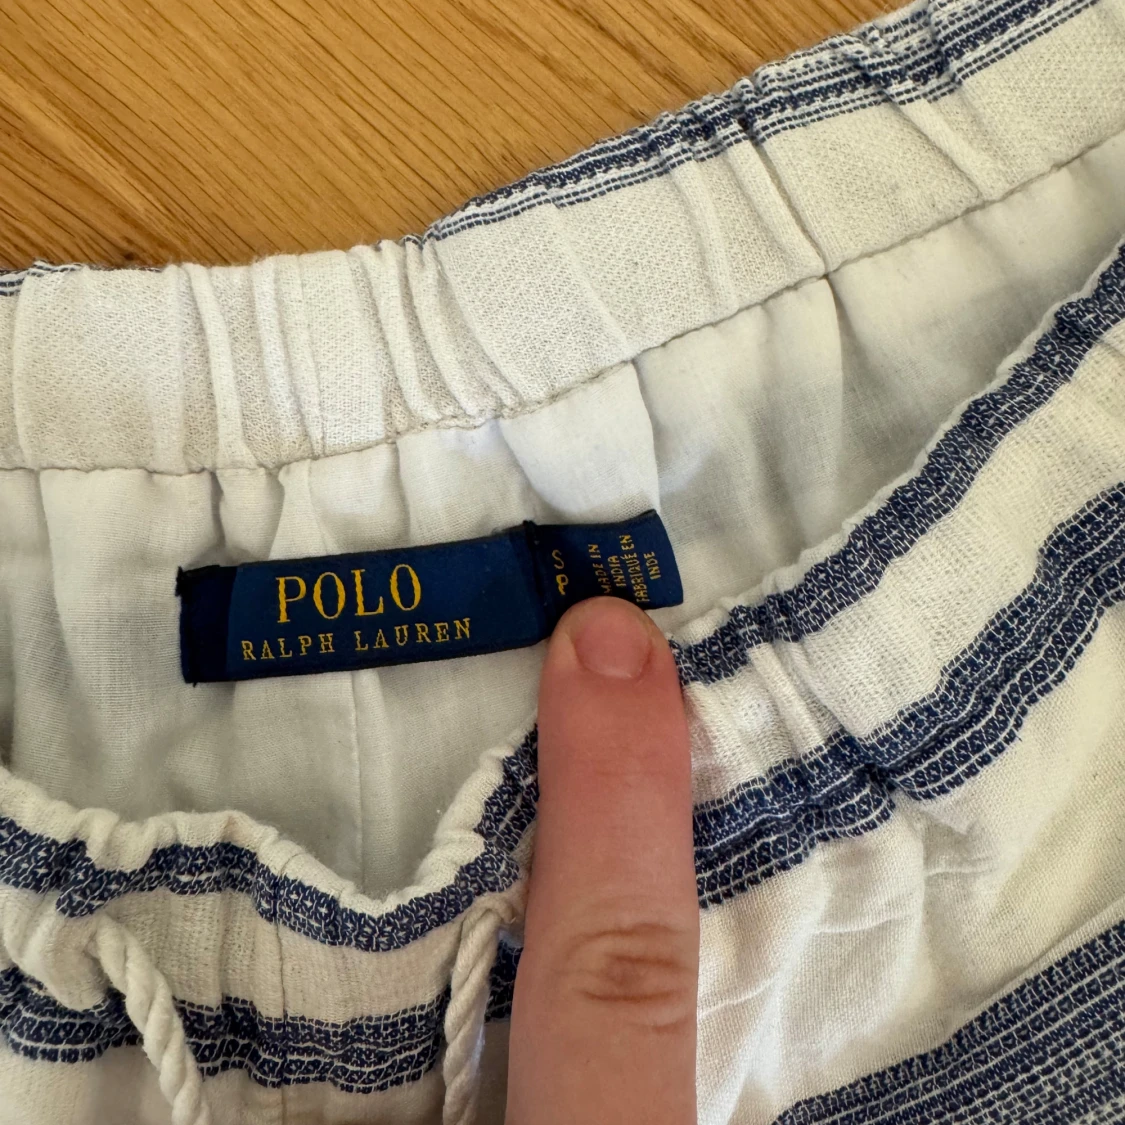 POLO
RALPH LAUREN
S
P
MADE IN
INDIA
FABRIQUÉ EN
INDE